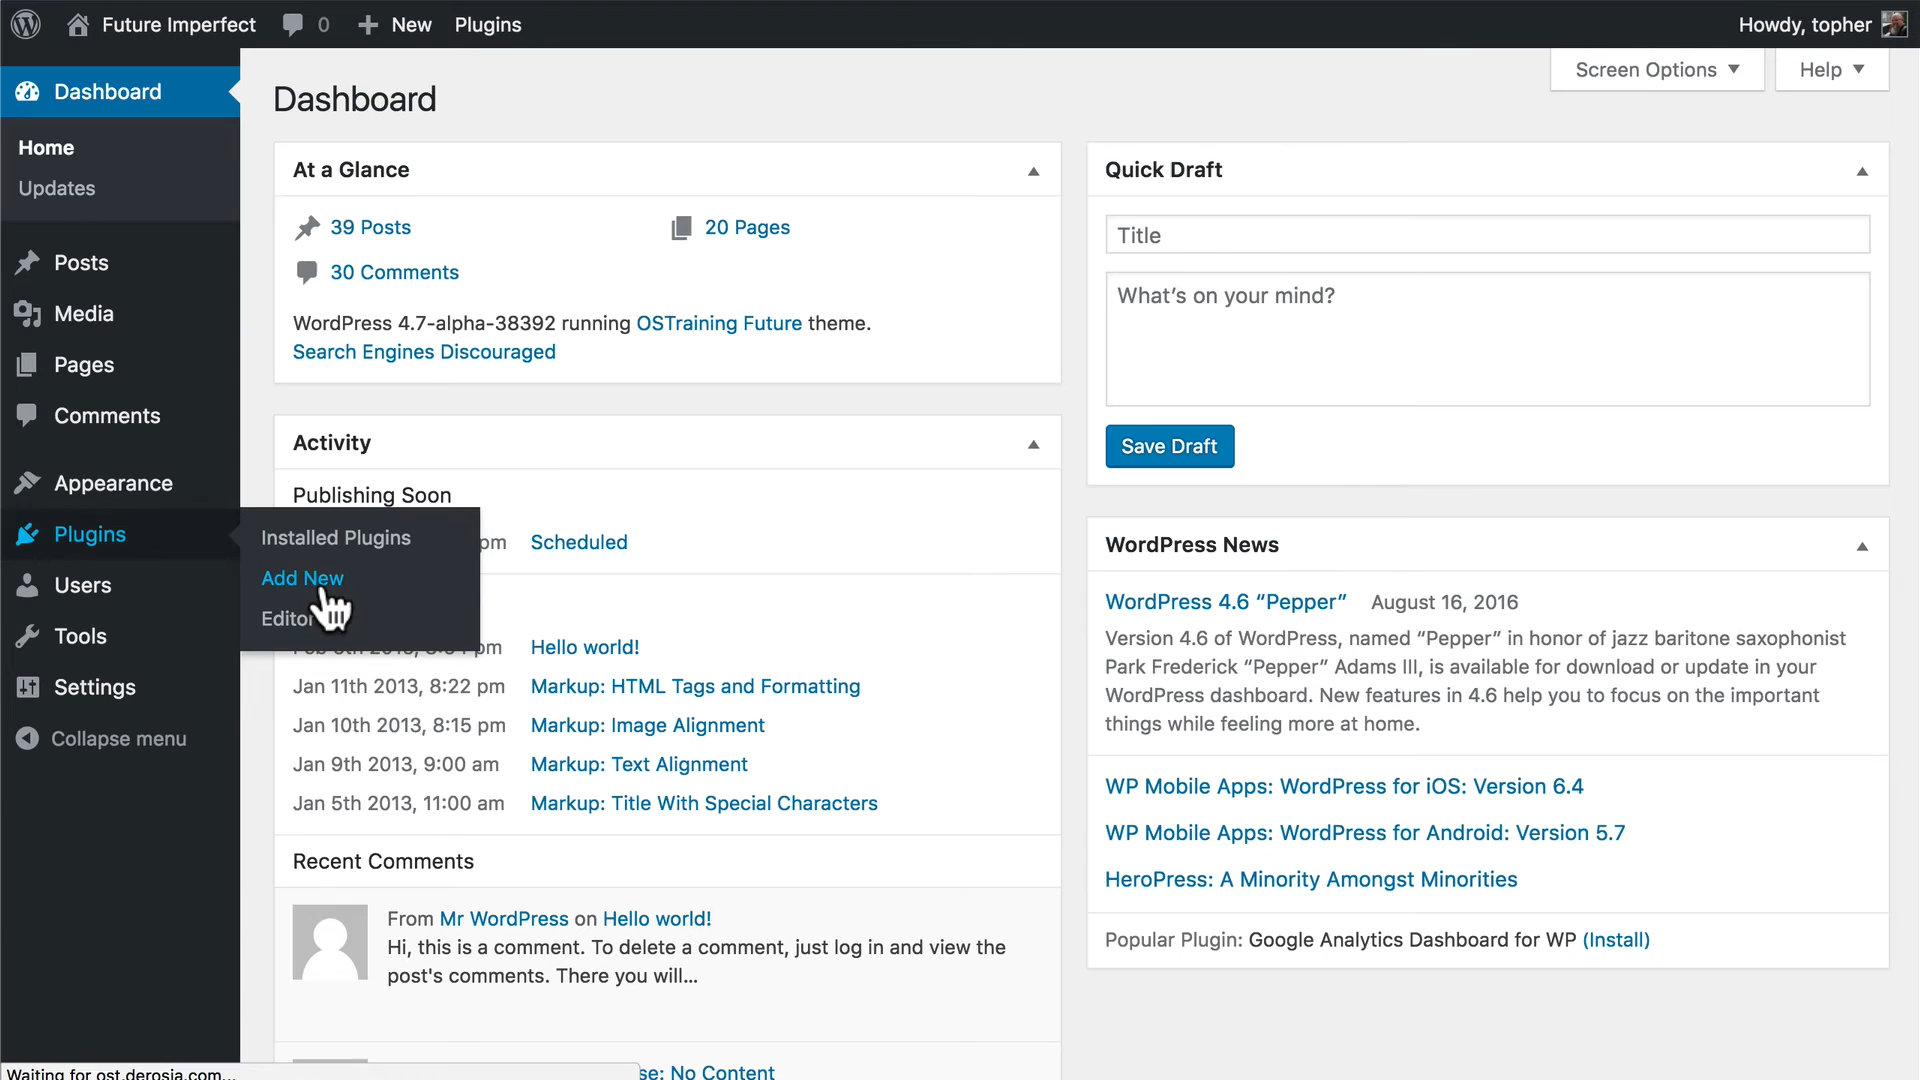 Future Imperfect 0 New Plugins Howdy, topher
Dashboard
Home
Updates
Posts
Media
Pages
Comments
Appearance
Plugins
Users
Tools
Settings
Collapse menu
Installed Plugins
Add New
Editor
Screen Options Help
Dashboard
At a Glance
39 Posts 20 Pages
30 Comments
WordPress 4.7-alpha-38392 running OSTraining Future theme.
Search Engines Discouraged
Activity
Publishing Soon
pm Scheduled
pm Hello world!
Jan 11th 2013, 8:22 pm Markup: HTML Tags and Formatting
Jan 10th 2013, 8:15 pm Markup: Image Alignment
Jan 9th 2013, 9:00 am Markup: Text Alignment
Jan 5th 2013, 11:00 am Markup: Title With Special Characters
Recent Comments
From Mr WordPress on Hello world!
Hi, this is a comment. To delete a comment, just log in and view the
post's comments. There you will...
se: No Content
Quick Draft
Title
What's on your mind?
Save Draft
WordPress News
WordPress 4.6 “Pepper” August 16, 2016
Version 4.6 of WordPress, named “Pepper” in honor of jazz baritone saxophonist
Park Frederick “Pepper” Adams III, is available for download or update in your
WordPress dashboard. New features in 4.6 help you to focus on the important
things while feeling more at home.
WP Mobile Apps: WordPress for iOS: Version 6.4
WP Mobile Apps: WordPress for Android: Version 5.7
HeroPress: A Minority Amongst Minorities
Popular Plugin: Google Analytics Dashboard for WP (Install)
Waiting for ost.derosia.com...